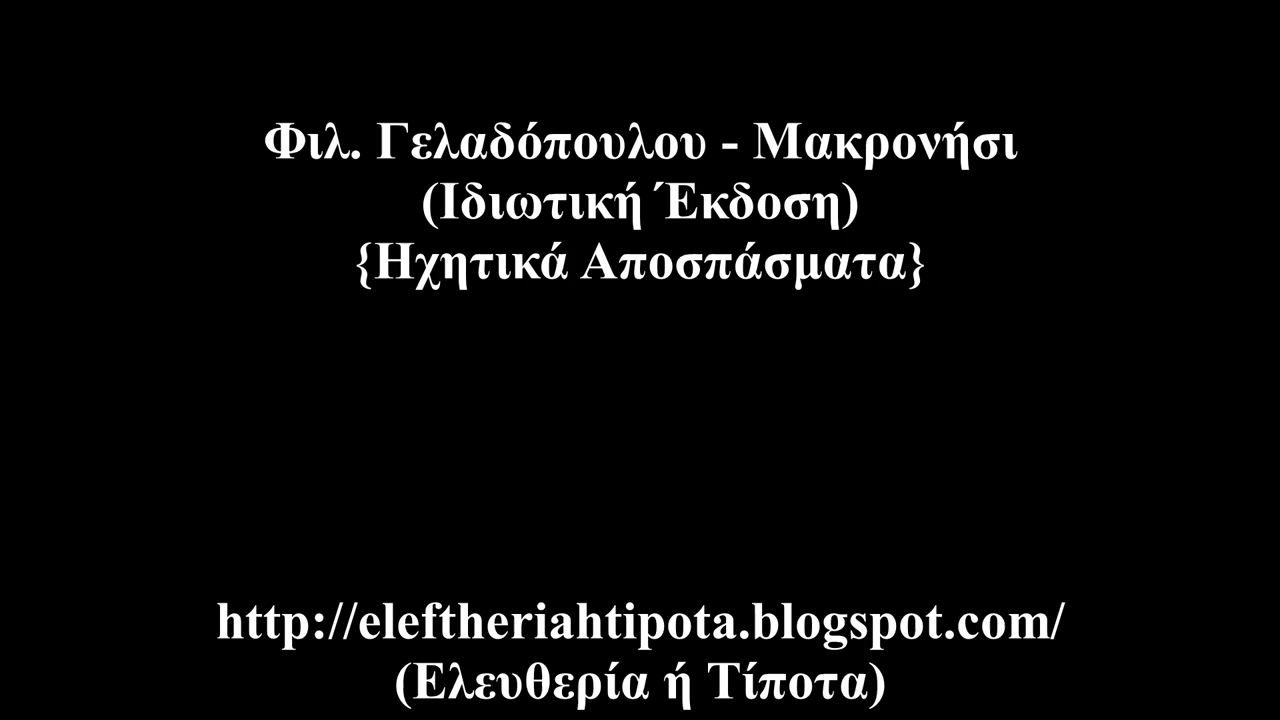 Φιλ. Γελαδόπουλου - Μακρονήσι
(Ιδιωτική Έκδοση)
{Ηχητικά Αποσπάσματα}
http://eleftheriahtipota.blogspot.com/
(Ελευθερία ή Τίποτα)